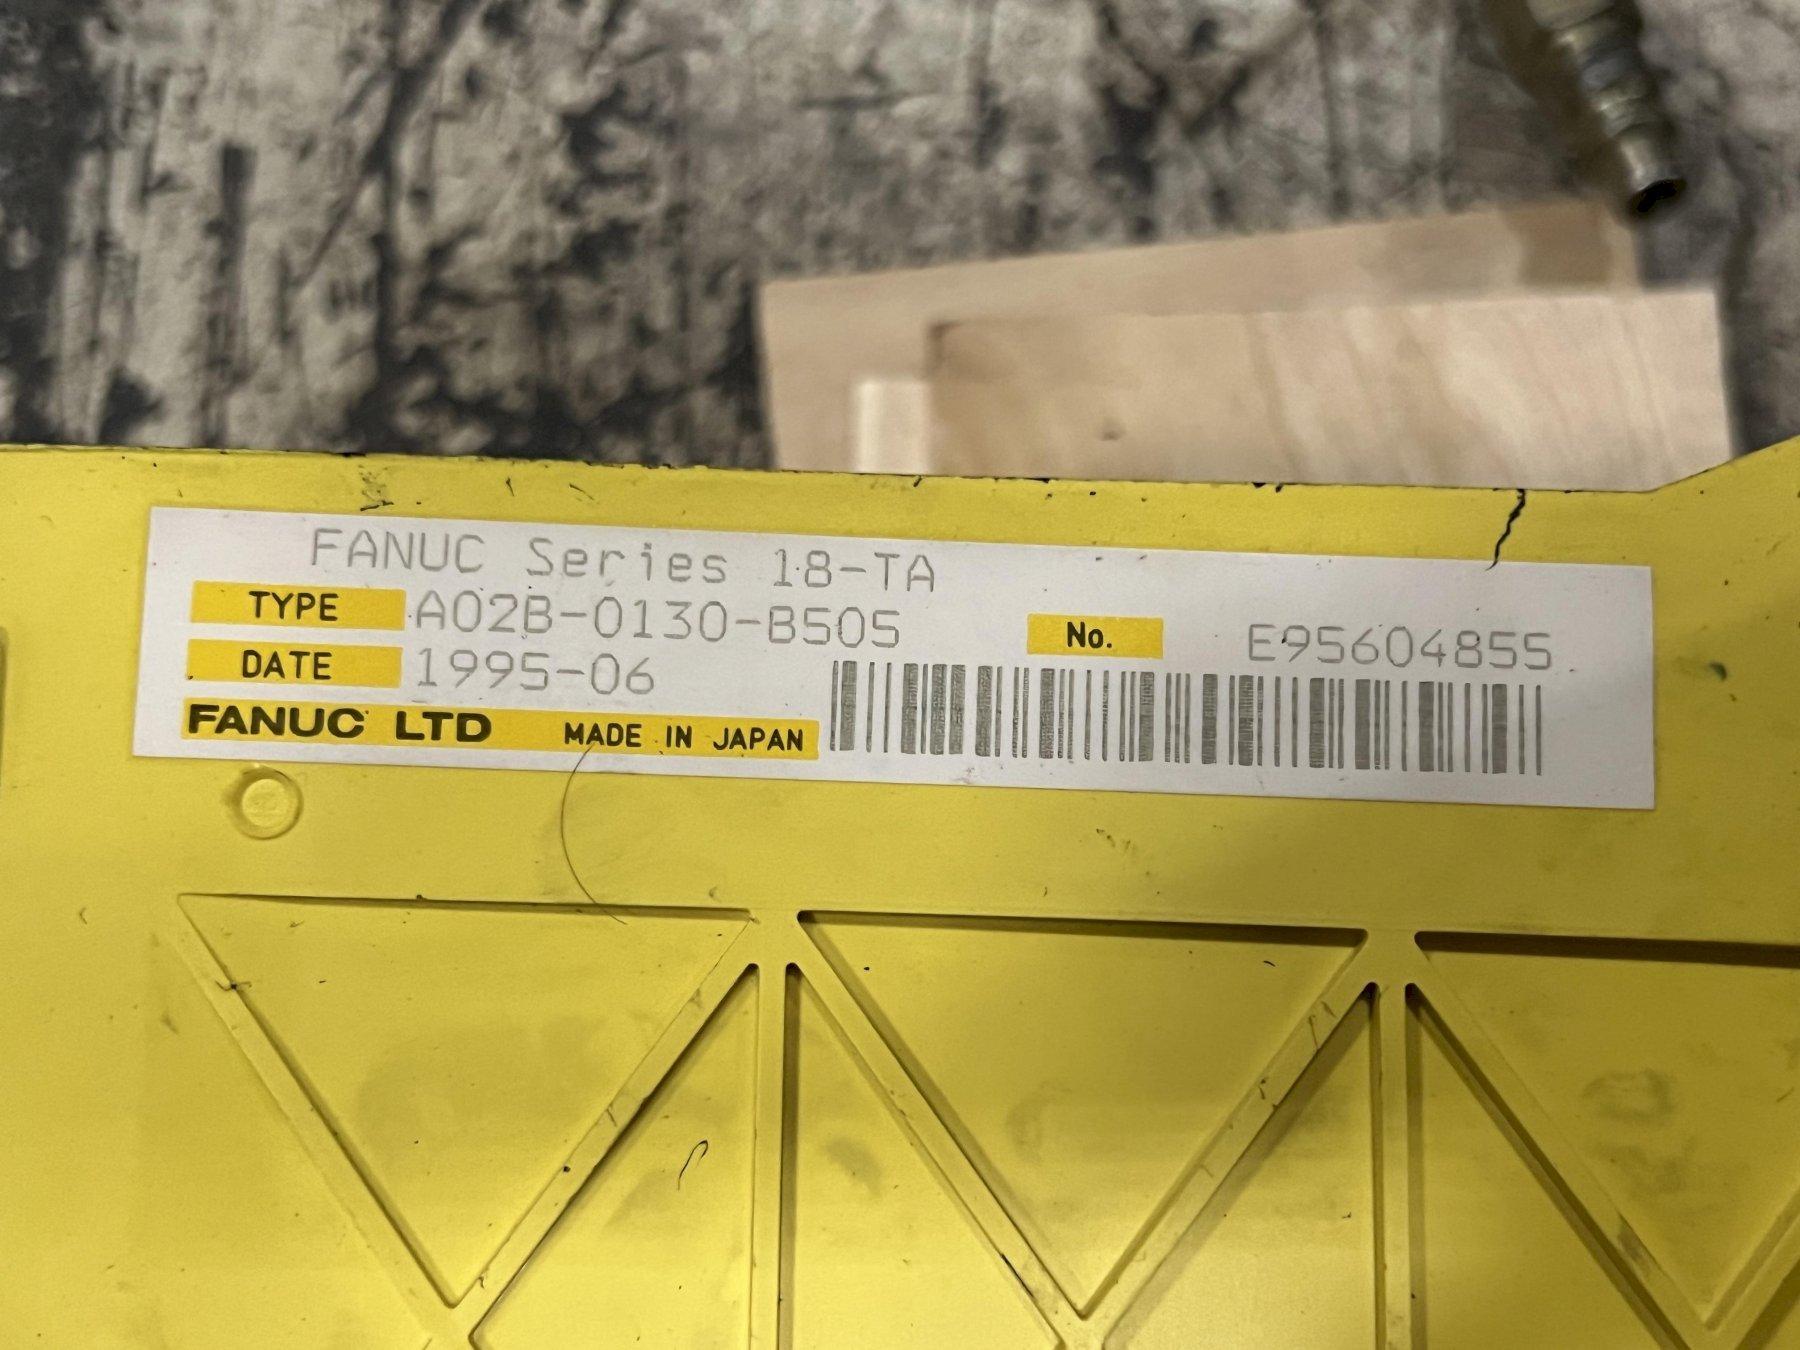 FANUC Series 18-TA
TYPE A02B-0130-B505 No. E95604855
DATE 1995-06
FANUC LTD MADE IN JAPAN